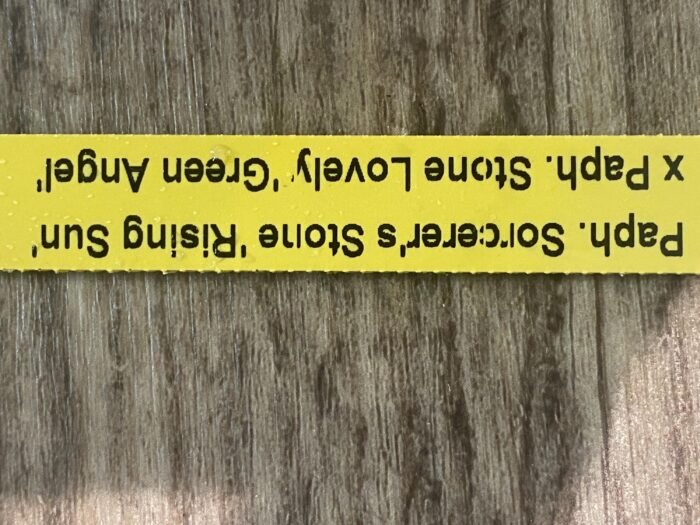 Paph. Sorcerer's Stone 'Rising Sun'
x Paph. Stone Lovely 'Green Angel'